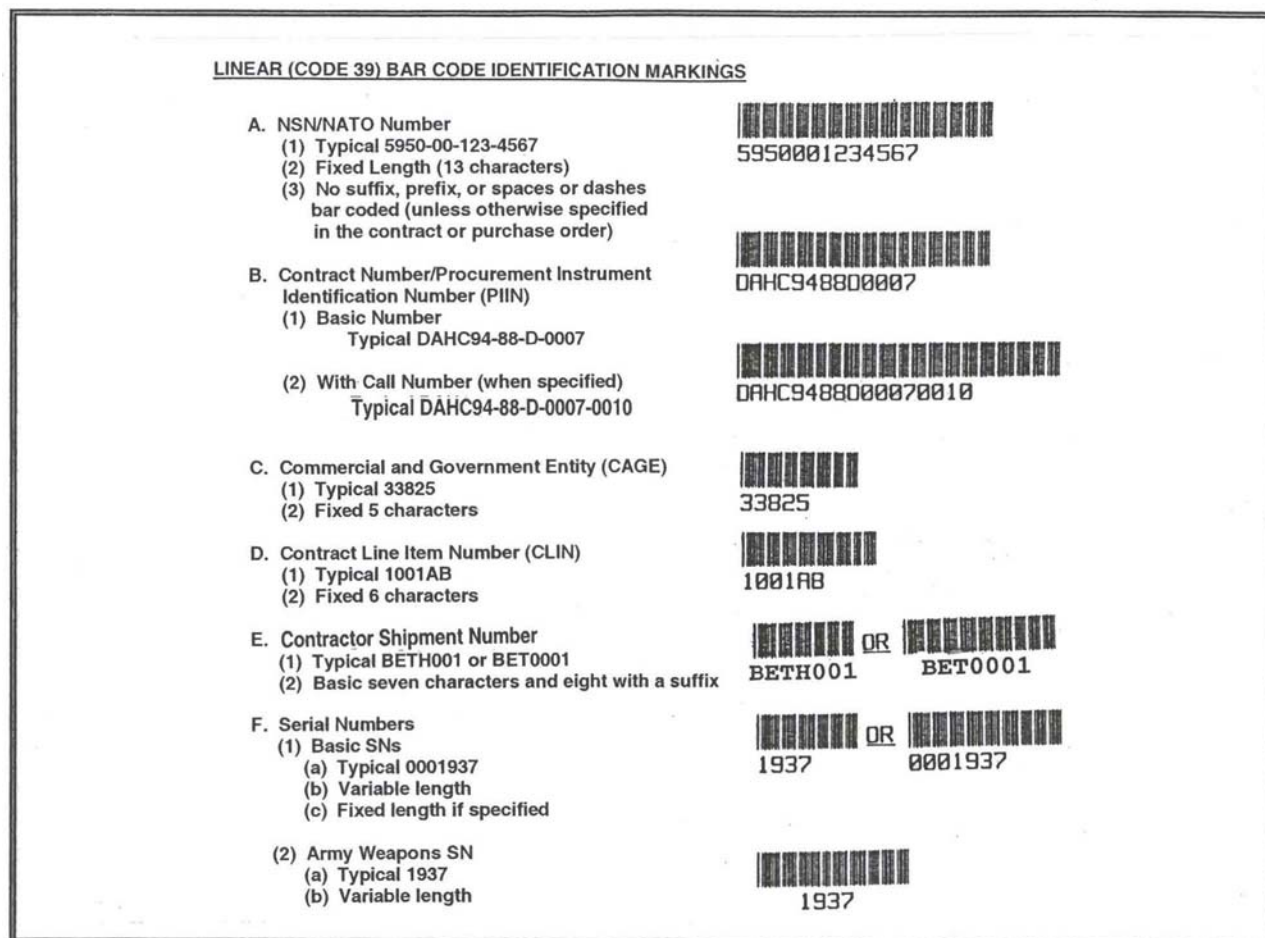 LINEAR (CODE 39) BAR CODE IDENTIFICATION MARKINGS
A. NSN/NATO Number
(1) Typical 5950-00-123-4567
(2) Fixed Length (13 characters)
(3) No suffix, prefix, or spaces or dashes
bar coded (unless otherwise specified
in the contract or purchase order)
5950001234567
B. Contract Number/Procurement Instrument
Identification Number (PIIN)
(1) Basic Number
Typical DAHC94-88-D-0007
DAHC9488D0007
(2) With Call Number (when specified)
Typical DAHC94-88-D-0007-0010
DAHC9488D00070010
C. Commercial and Government Entity (CAGE)
(1) Typical 33825
(2) Fixed 5 characters
33825
D. Contract Line Item Number (CLIN)
(1) Typical 1001AB
(2) Fixed 6 characters
1001AB
E. Contractor Shipment Number
(1) Typical BETH001 or BET0001
(2) Basic seven characters and eight with a suffix
OR
BETH001 BET0001
F. Serial Numbers
(1) Basic SNs
(a) Typical 0001937
(b) Variable length
(c) Fixed length if specified
OR
1937 0001937
(2) Army Weapons SN
(a) Typical 1937
(b) Variable length
1937